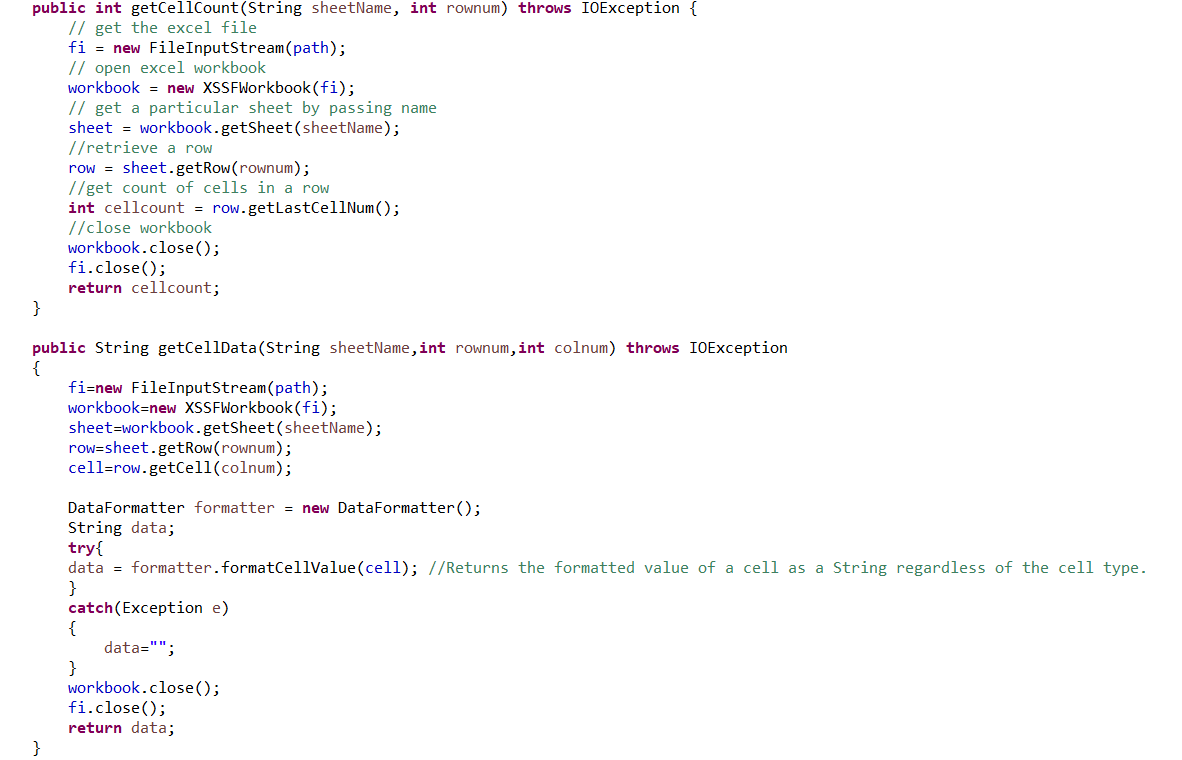 public int getCellCount(String sheetName, int rownum) throws IOException {
// get the excel file
fi = new FileInputStream(path);
// open excel workbook
workbook = new XSSFWorkbook(fi);
// get a particular sheet by passing name
sheet = workbook.getSheet(sheetName);
//retrieve a row
row = sheet.getRow(rownum);
//get count of cells in a row
int cellcount = row.getLastCellNum();
//close workbook
workbook.close();
fi.close();
return cellcount;
}
public String getCellData(String sheetName,int rownum,int colnum) throws IOException
{
fi=new FileInputStream(path);
workbook=new XSSFWorkbook(fi);
sheet=workbook.getSheet(sheetName);
row=sheet.getRow(rownum);
cell=row.getCell(colnum);
DataFormatter formatter = new DataFormatter();
String data;
try{
data = formatter.formatCellValue(cell); //Returns the formatted value of a cell as a String regardless of the cell type.
}
catch(Exception e)
{
data="";
}
workbook.close();
fi.close();
return data;
}